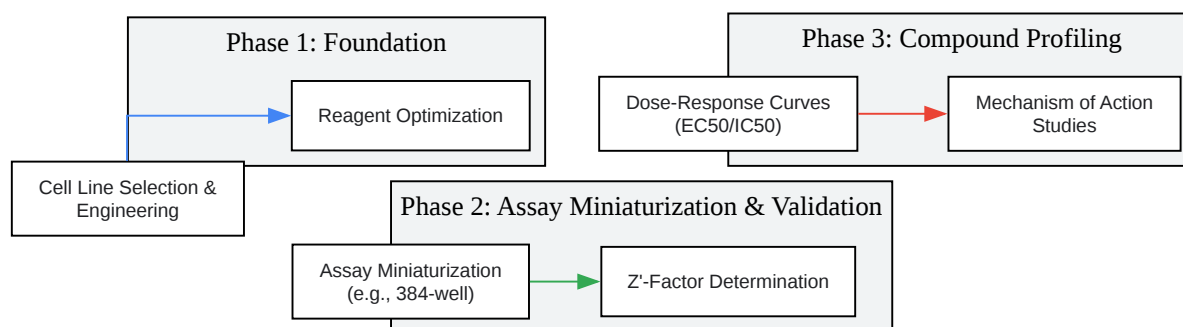 Phase 1: Foundation
Reagent Optimization
Cell Line Selection &
Engineering
Phase 2: Assay Miniaturization & Validation
Assay Miniaturization
(e.g., 384-well)
Z'-Factor Determination
Phase 3: Compound Profiling
Dose-Response Curves
(EC50/IC50)
Mechanism of Action
Studies